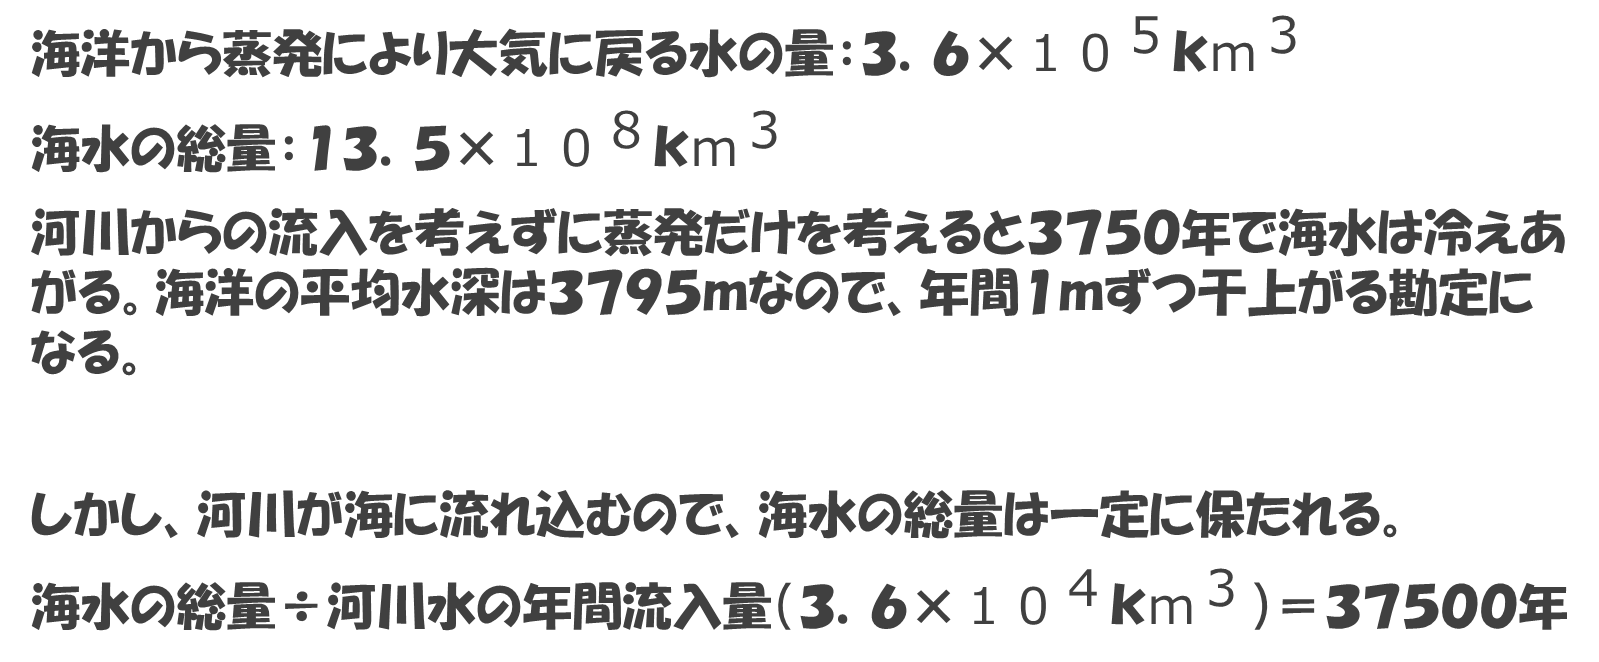 海洋から蒸発により大気に戻る水の量：3．6×１０⁵km³
海水の総量：13．5×１０⁸km³
河川からの流入を考えずに蒸発だけを考えると3750年で海水は冷えあ
がる。海洋の平均水深は3795mなので、年間1mずつ干上がる勘定に
なる。
しかし、河川が海に流れ込むので、海水の総量は一定に保たれる。
海水の総量÷河川水の年間流入量（3．6×１０⁴km³）＝37500年